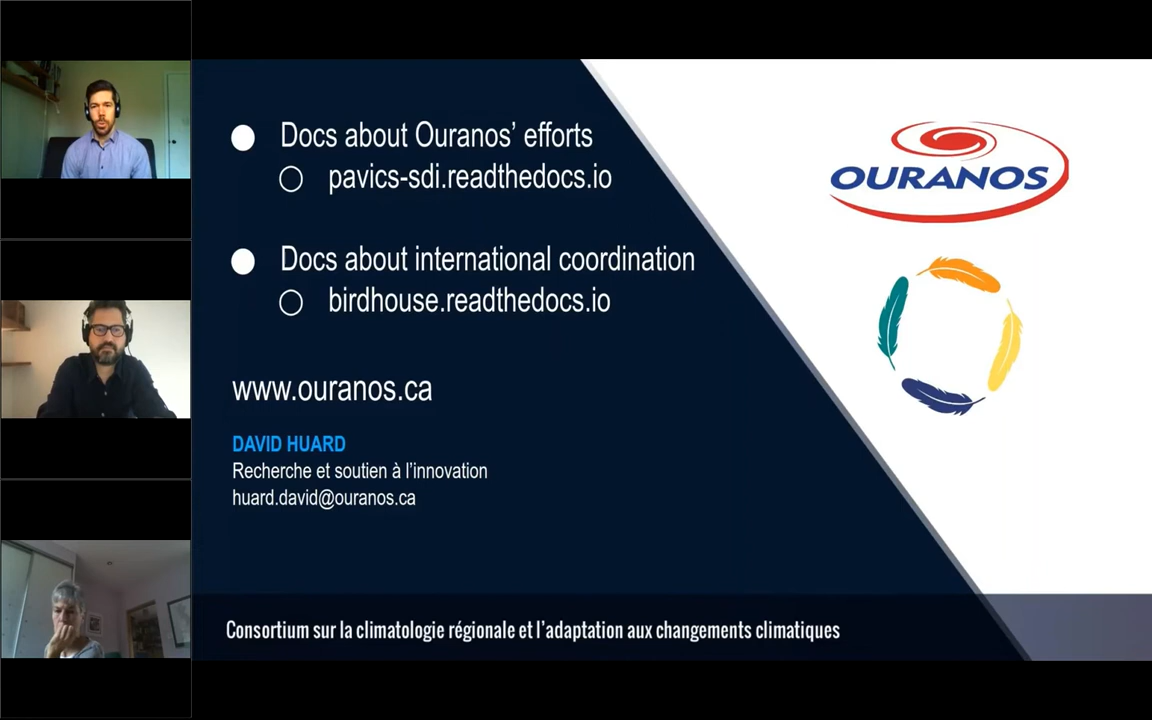 Docs about Ouranos’ efforts
pavics-sdi.readthedocs.io
Docs about international coordination
birdhouse.readthedocs.io
www.ouranos.ca
DAVID HUARD
Recherche et soutien à l’innovation
huard.david@ouranos.ca
Consortium sur la climatologie régionale et l’adaptation aux changements climatiques
OURANOS